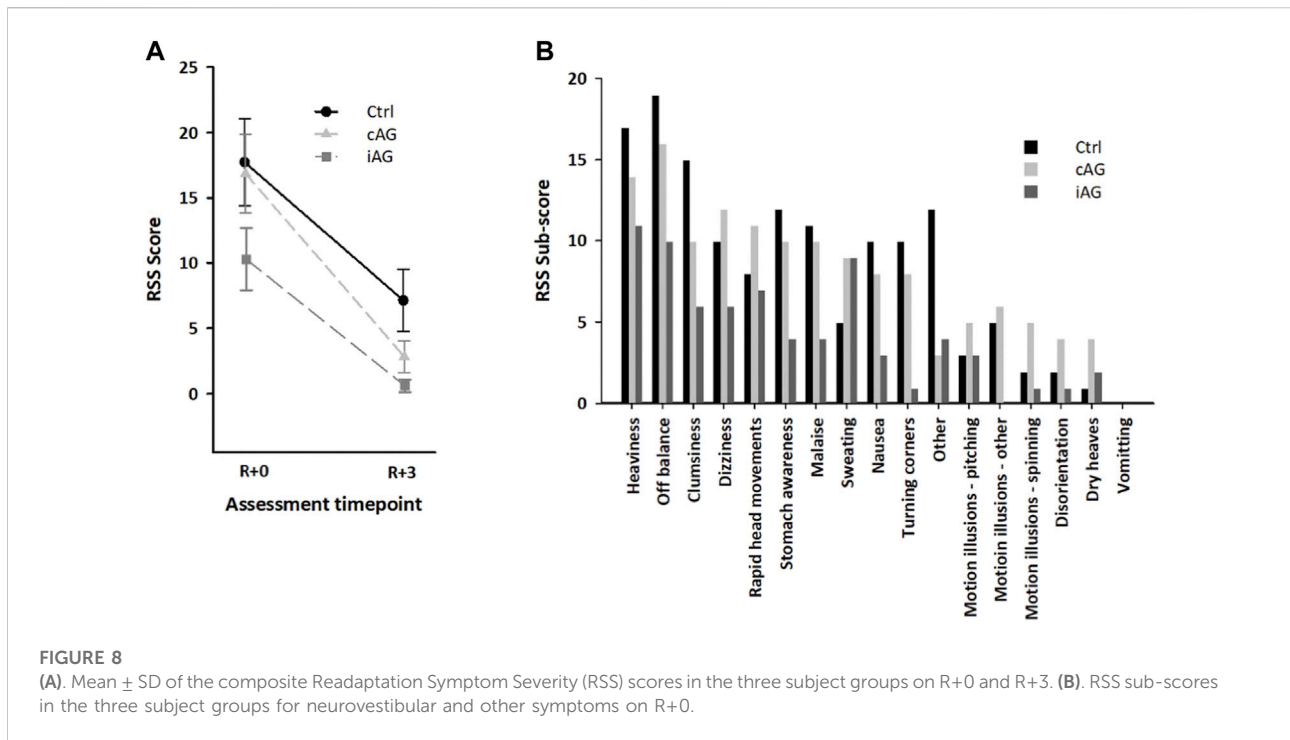 A
25
20
15
10
5
0
RSS Score
Ctrl
cAG
iAG
R+0 R+3
Assessment timepoint
B
20
15
10
5
0
RSS Sub-score
Ctrl
cAG
iAG
Heaviness
Off balance
Clumsiness
Dizziness
Rapid head movements
Stomach awareness
Malaise
Sweating
Nausea
Turning corners
Other
Motion illusions - pitching
Motioin illusions - other
Motion illusions - spinning
Disorientation
Dry heaves
Vomitting
FIGURE 8
(A). Mean ± SD of the composite Readaptation Symptom Severity (RSS) scores in the three subject groups on R+0 and R+3. (B). RSS sub-scores
in the three subject groups for neurovestibular and other symptoms on R+0.